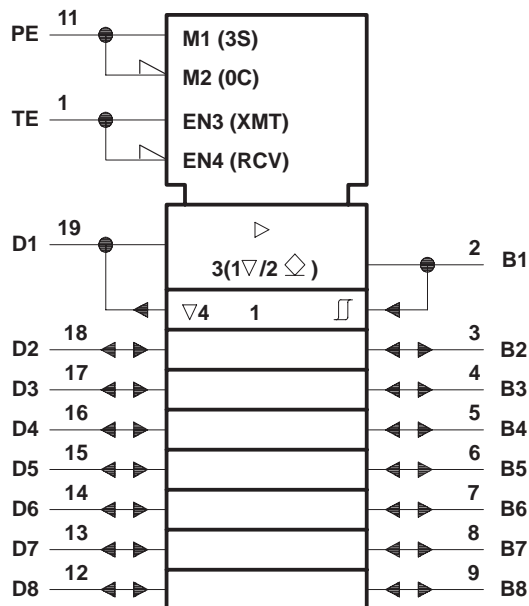 PE 11 M1 (3S)
M2 (0C)
TE 1 EN3 (XMT)
EN4 (RCV)
D1 19 ▷ 2 B1
3(1▽/2 ◇)
▽4 1
D2 18 3 B2
D3 17 4 B3
D4 16 5 B4
D5 15 6 B5
D6 14 7 B6
D7 13 8 B7
D8 12 9 B8